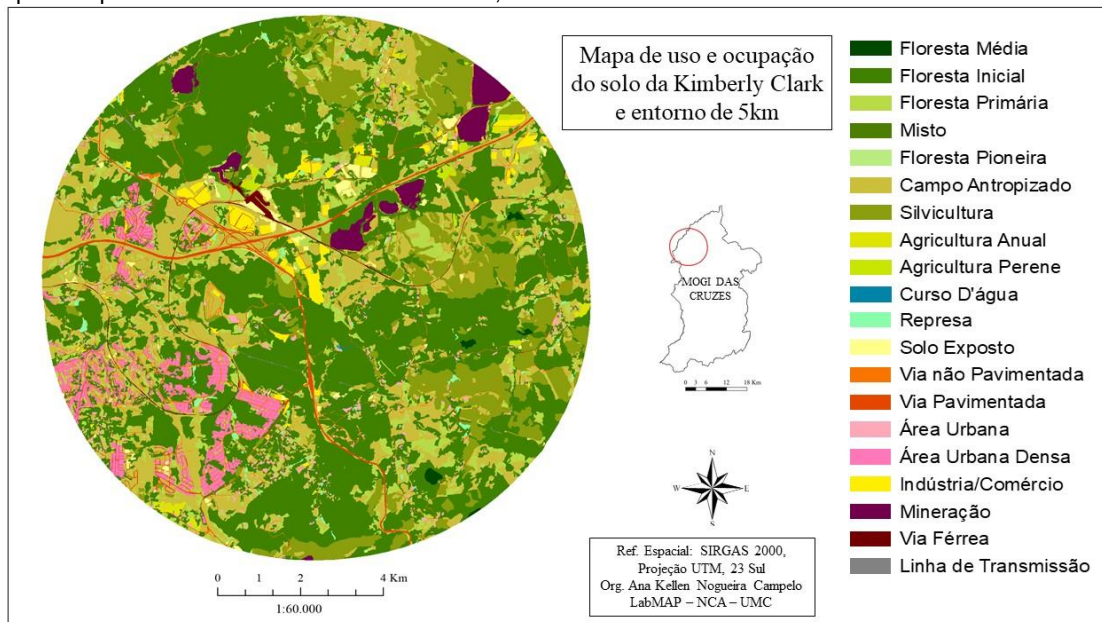 Mapa de uso e ocupação
do solo da Kimberly Clark
e entorno de 5km
Floresta Média
Floresta Inicial
Floresta Primária
Misto
Floresta Pioneira
Campo Antropizado
Silvicultura
Agricultura Anual
Agricultura Perene
Curso D'água
Represa
Solo Exposto
Via não Pavimentada
Via Pavimentada
Área Urbana
Área Urbana Densa
Indústria/Comércio
Mineração
Via Férrea
Linha de Transmissão
MOGI DAS
CRUZES
0 3 6 12 18 Km
N
W E
S
Ref. Espacial: SIRGAS 2000,
Projeção UTM, 23 Sul
Org. Ana Kellen Nogueira Campelo
LabMAP – NCA – UMC
0 1 2 4 Km
1:60.000